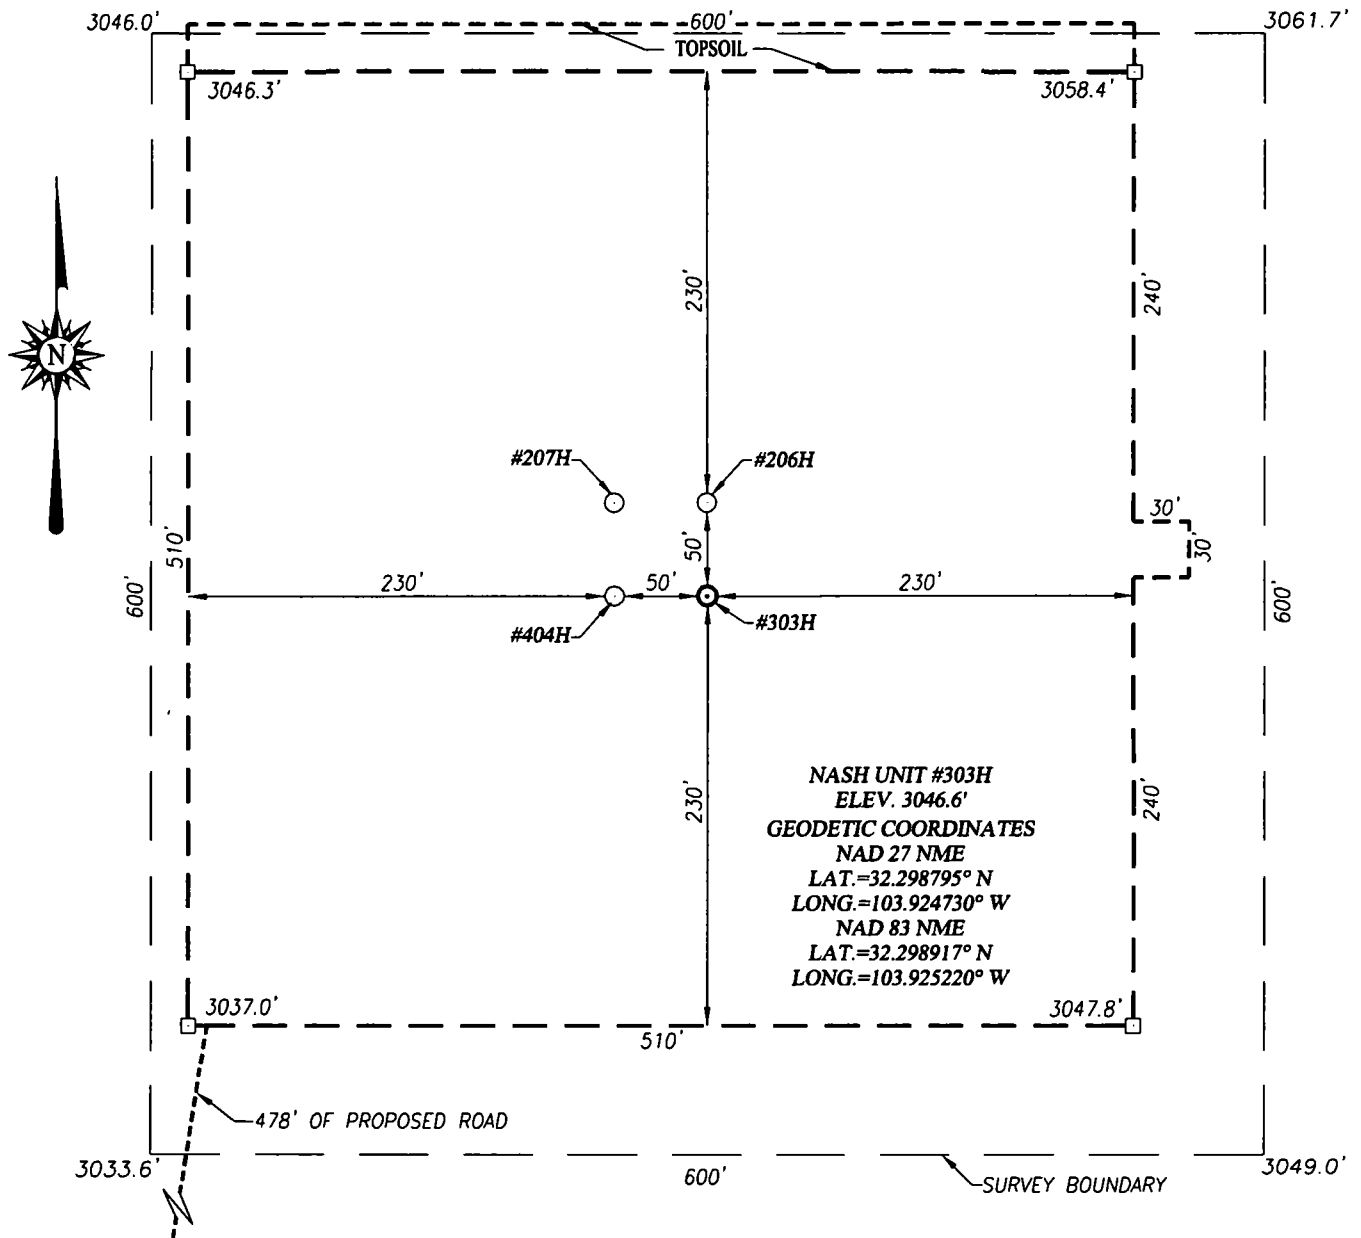 3046.0'
600'
3061.7'
TOPSOIL
3046.3'
3058.4'
230'
240'
N
#207H
#206H
30'
30'
510'
50'
600'
230'
50'
230'
600'
#404H
#303H
230'
240'
NASH UNIT #303H
ELEV. 3046.6'
GEODETIC COORDINATES
NAD 27 NME
LAT.=32.298795° N
LONG.=103.924730° W
NAD 83 NME
LAT.=32.298917° N
LONG.=103.925220° W
3037.0'
3047.8'
510'
478' OF PROPOSED ROAD
3033.6'
600'
SURVEY BOUNDARY
3049.0'